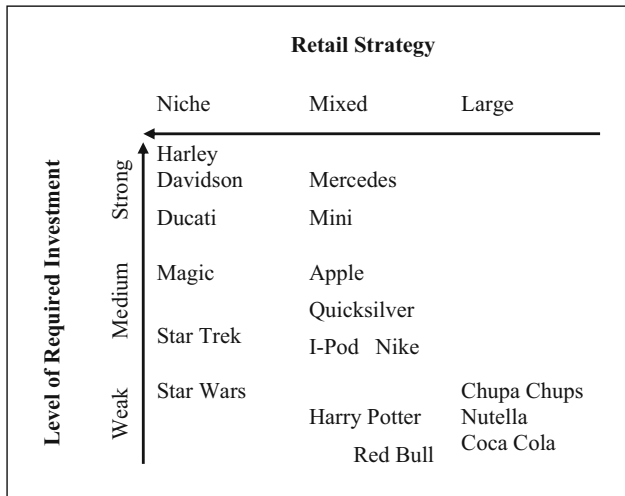 Retail Strategy
Niche Mixed Large
Level of Required Investment
Strong
Harley
Davidson Mercedes
Ducati Mini
Medium
Magic Apple
Quicksilver
Star Trek
I-Pod Nike
Weak
Star Wars Chupa Chups
Harry Potter Nutella
Red Bull Coca Cola